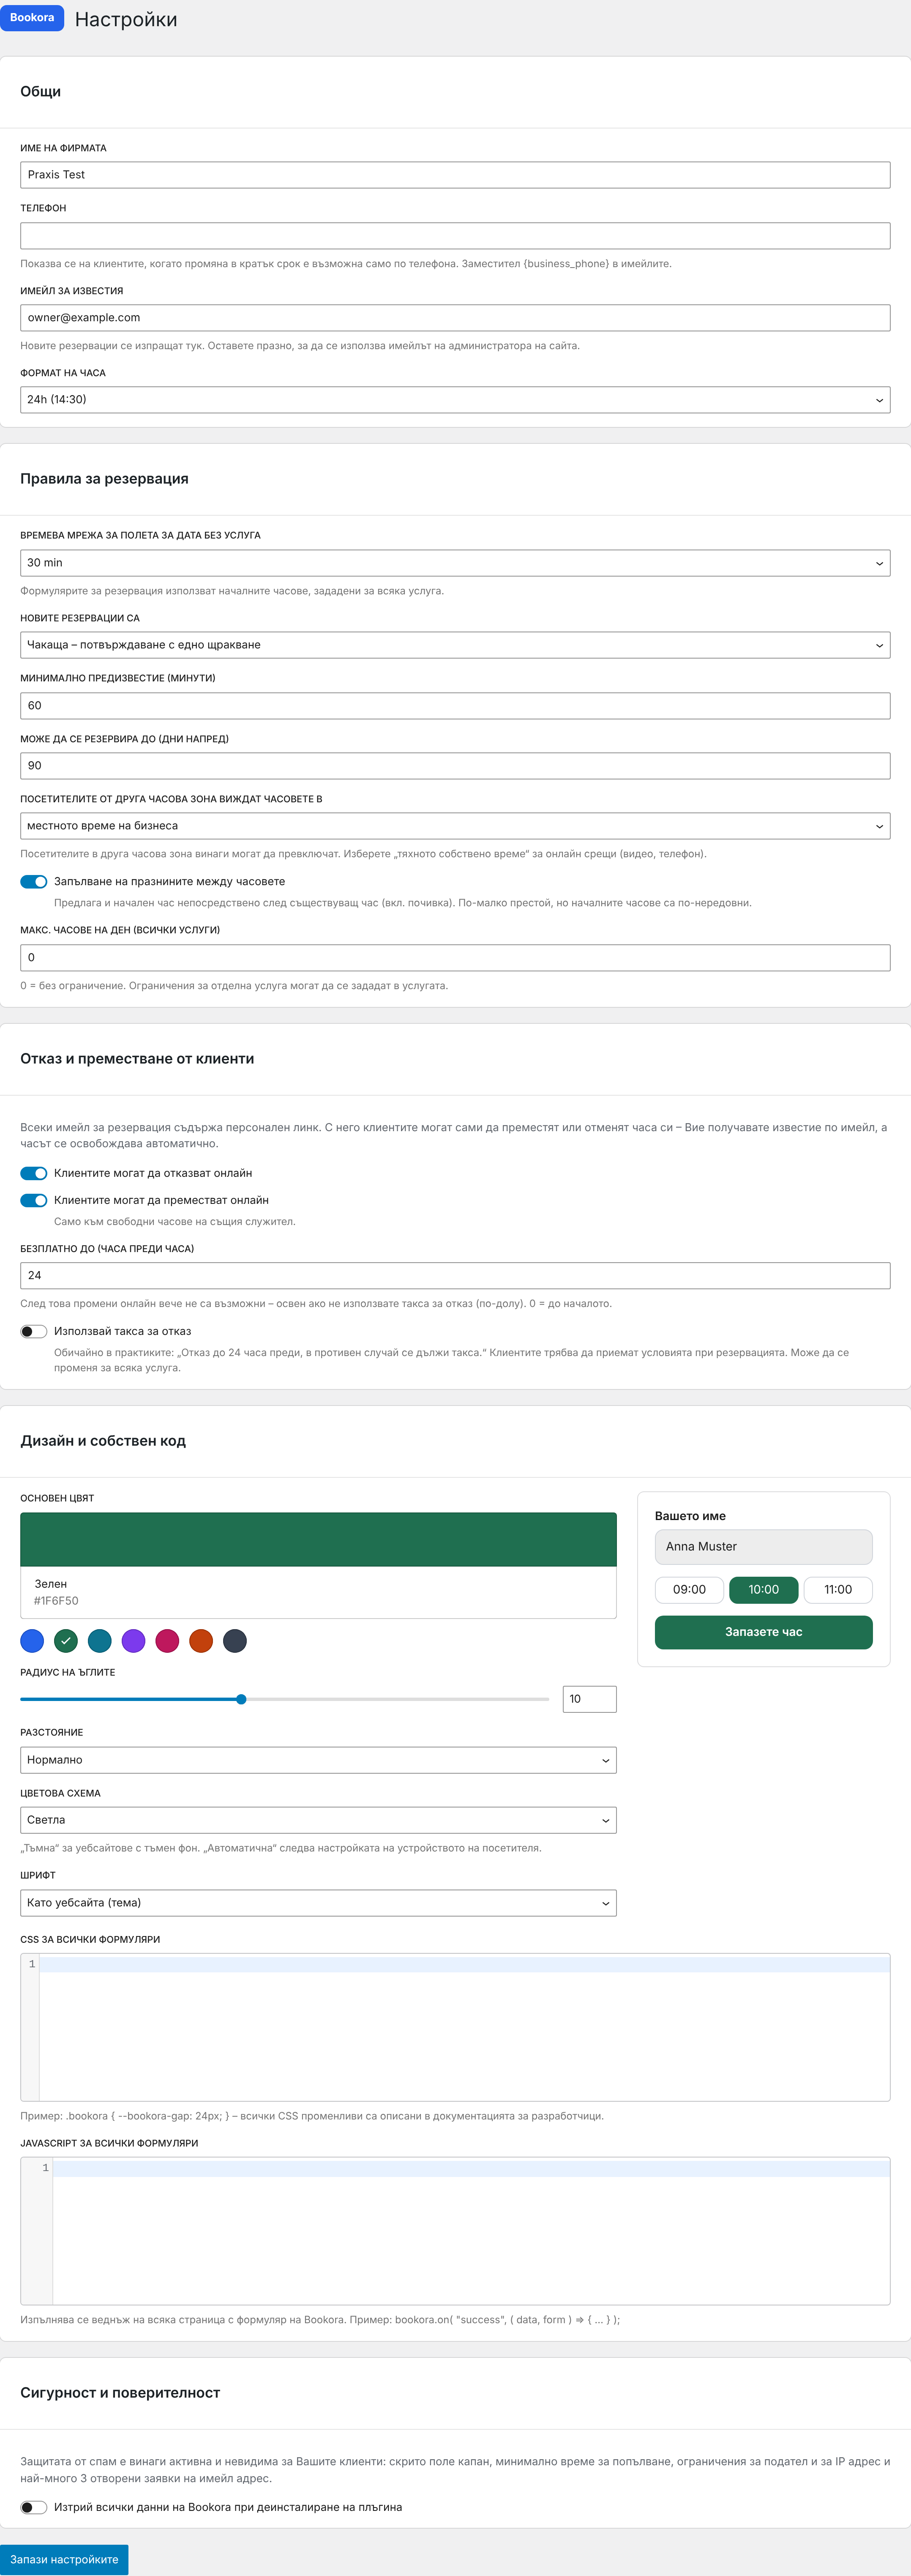 Bookora Настройки
Общи
ИМЕ НА ФИРМАТА
Praxis Test
ТЕЛЕФОН
Показва се на клиентите, когато промяна в кратък срок е възможна само по телефона. Заместител {business_phone} в имейлите.
ИМЕЙЛ ЗА ИЗВЕСТИЯ
owner@example.com
Новите резервации се изпращат тук. Оставете празно, за да се използва имейлът на администратора на сайта.
ФОРМАТ НА ЧАСА
24h (14:30)
Правила за резервация
ВРЕМЕВА МРЕЖА ЗА ПОЛЕТА ЗА ДАТА БЕЗ УСЛУГА
30 min
Формулярите за резервация използват началните часове, зададени за всяка услуга.
НОВИТЕ РЕЗЕРВАЦИИ СА
Чакаща – потвърждаване с едно щракване
МИНИМАЛНО ПРЕДИЗВЕСТИЕ (МИНУТИ)
60
МОЖЕ ДА СЕ РЕЗЕРВИРА ДО (ДНИ НАПРЕД)
90
ПОСЕТИТЕЛИТЕ ОТ ДРУГА ЧАСОВА ЗОНА ВИЖДАТ ЧАСОВЕТЕ В
местното време на бизнеса
Посетителите в друга часова зона винаги могат да превключат. Изберете „тяхното собствено време“ за онлайн срещи (видео, телефон).
Запълване на празнините между часовете
Предлага и начален час непосредствено след съществуващ час (вкл. почивка). По-малко престой, но началните часове са по-нередовни.
МАКС. ЧАСОВЕ НА ДЕН (ВСИЧКИ УСЛУГИ)
0
0 = без ограничение. Ограничения за отделна услуга могат да се зададат в услугата.
Отказ и преместване от клиенти
Всеки имейл за резервация съдържа персонален линк. С него клиентите могат сами да преместят или отменят часа си – Вие получавате известие по имейл, а
часът се освобождава автоматично.
Клиентите могат да отказват онлайн
Клиентите могат да преместват онлайн
Само към свободни часове на същия служител.
БЕЗПЛАТНО ДО (ЧАСА ПРЕДИ ЧАСА)
24
След това промени онлайн вече не са възможни – освен ако не използвате такса за отказ (по-долу). 0 = до началото.
Използвай такса за отказ
Обичайно в практиките: „Отказ до 24 часа преди, в противен случай се дължи такса.“ Клиентите трябва да приемат условията при резервацията. Може да се
променя за всяка услуга.
Дизайн и собствен код
ОСНОВЕН ЦВЯТ
Зелен
#1F6F50
РАДИУС НА ЪГЛИТЕ
10
РАЗСТОЯНИЕ
Нормално
ЦВЕТОВА СХЕМА
Светла
„Тъмна“ за уебсайтове с тъмен фон. „Автоматична“ следва настройката на устройството на посетителя.
ШРИФТ
Като уебсайта (тема)
Вашето име
Anna Muster
09:00 10:00 11:00
Запазете час
CSS ЗА ВСИЧКИ ФОРМУЛЯРИ
1
Пример: .bookora { --bookora-gap: 24px; } – всички CSS променливи са описани в документацията за разработчици.
JAVASCRIPT ЗА ВСИЧКИ ФОРМУЛЯРИ
1
Изпълнява се веднъж на всяка страница с формуляр на Bookora. Пример: bookora.on( "success", ( data, form ) => { … } );
Сигурност и поверителност
Защитата от спам е винаги активна и невидима за Вашите клиенти: скрито поле капан, минимално време за попълване, ограничения за подател и за IP адрес и
най-много 3 отворени заявки на имейл адрес.
Изтрий всички данни на Bookora при деинсталиране на плъгина
Запази настройките